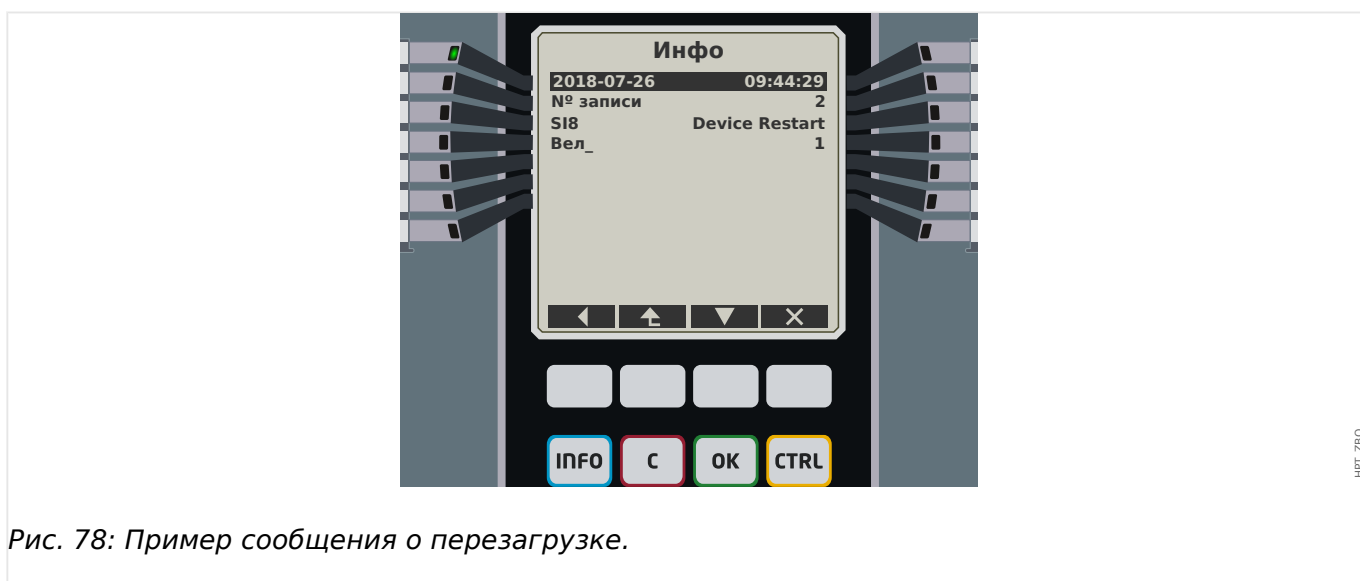 Инфо
2018-07-26 09:44:29
№ записи 2
SI8 Device Restart
Вел_ 1
INFO C OK CTRL
HPT_ZBO
Рис. 78: Пример сообщения о перезагрузке.